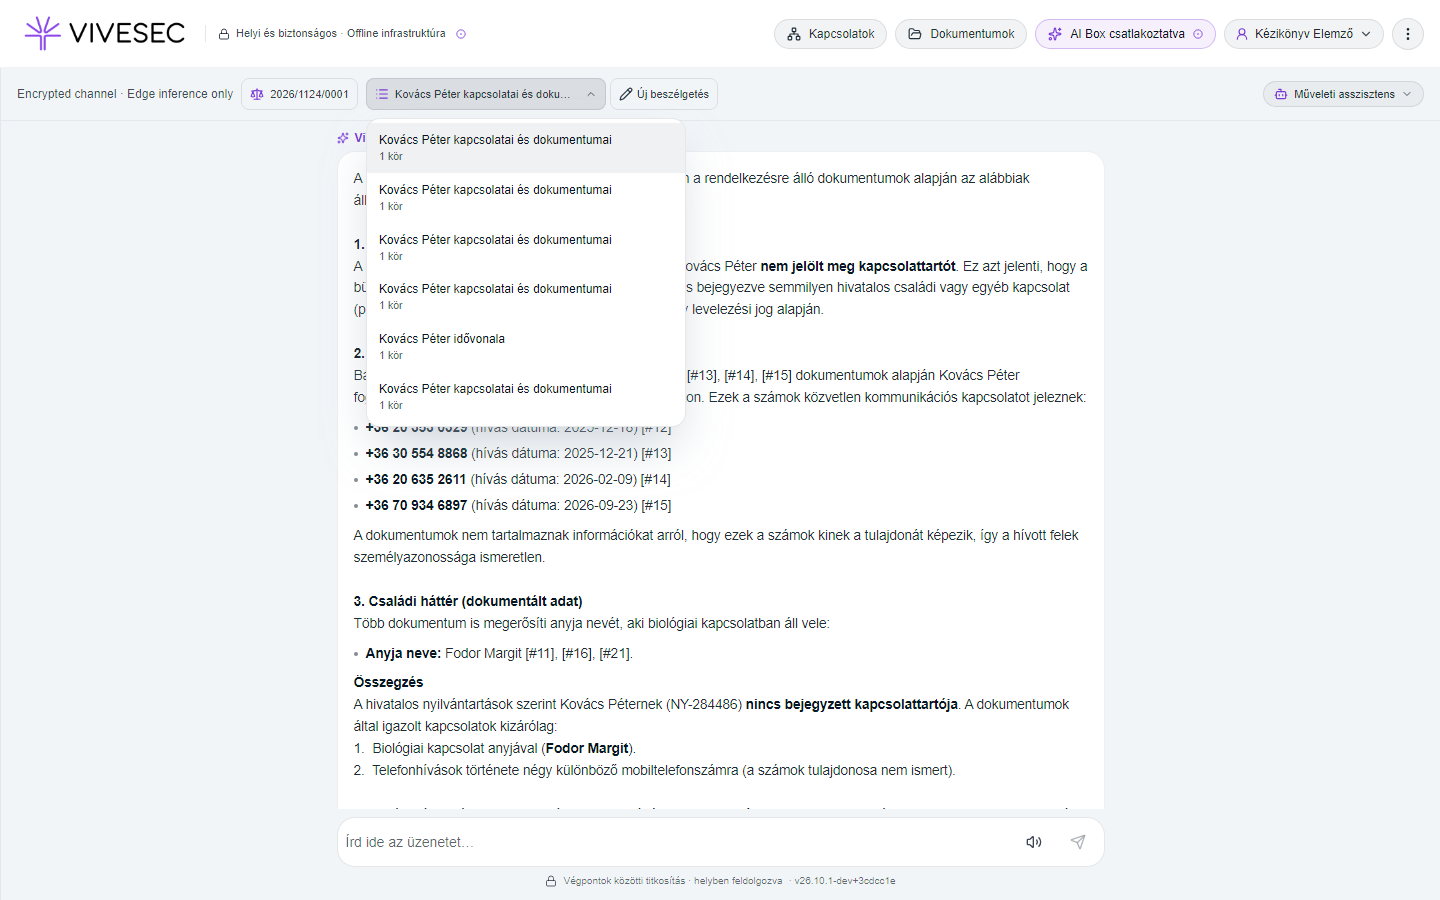 VIVESEC
Helyi és biztonságos · Offline infrastruktúra
Kapcsolatok
Dokumentumok
AI Box csatlakoztatva
Kézikönyv Elemző
Encrypted channel · Edge inference only
2026/1124/0001
Kovács Péter kapcsolatai és doku...
Új beszélgetés
Műveleti asszisztens
Vi
Kovács Péter kapcsolatai és dokumentumai
1 kör
Kovács Péter kapcsolatai és dokumentumai
1 kör
Kovács Péter kapcsolatai és dokumentumai
1 kör
Kovács Péter kapcsolatai és dokumentumai
1 kör
Kovács Péter idővonala
1 kör
Kovács Péter kapcsolatai és dokumentumai
1 kör
A a rendelkezésre álló dokumentumok alapján az alábbiak
1.
A Péter nem jelölt meg kapcsolattartót. Ez azt jelenti, hogy a
s bejegyezve semmilyen hivatalos családi vagy egyéb kapcsolat
levelezési jog alapján.
2.
[#13], [#14], [#15] dokumentumok alapján Kovács Péter
on. Ezek a számok közvetlen kommunikációs kapcsolatot jeleznek:
(hívás dátuma: 2025-12-18) [#12]
+36 30 554 8868 (hívás dátuma: 2025-12-21) [#13]
+36 20 635 2611 (hívás dátuma: 2026-02-09) [#14]
+36 70 934 6897 (hívás dátuma: 2026-09-23) [#15]
A dokumentumok nem tartalmaznak információkat arról, hogy ezek a számok kinek a tulajdonát képezik, így a hívott felek
személyazonossága ismeretlen.
3. Családi háttér (dokumentált adat)
Több dokumentum is megerősíti anyja nevét, aki biológiai kapcsolatban áll vele:
Anyja neve: Fodor Margit [#11], [#16], [#21].
Összegzés
A hivatalos nyilvántartások szerint Kovács Péternek (NY-284486) nincs bejegyzett kapcsolattartója. A dokumentumok
által igazolt kapcsolatok kizárólag:
1. Biológiai kapcsolat anyjával (Fodor Margit).
2. Telefonhívások története négy különböző mobiltelefonszámra (a számok tulajdonosa nem ismert).
Írd ide az üzenetet...
Végpontok közötti titkosítás · helyben feldolgozva · v26.10.1-dev+3cdcc1e